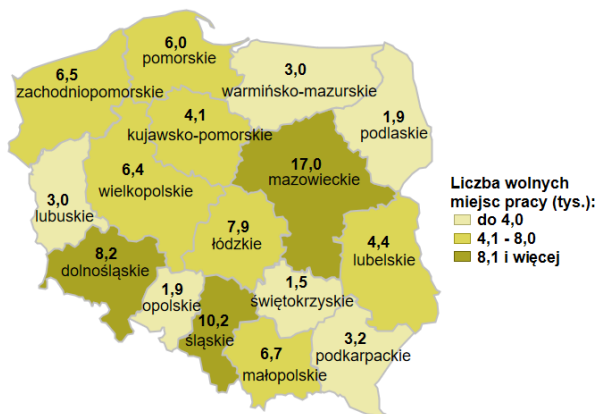 6,0
pomorskie
6,5
zachodniopomorskie
3,0
warmińsko-mazurskie
1,9
podlaskie
4,1
kujawsko-pomorskie
6,4
wielkopolskie
17,0
mazowieckie
3,0
lubuskie
7,9
łódzkie
8,2
dolnośląskie
4,4
lubelskie
1,9
opolskie
10,2
śląskie
1,5
świętokrzyskie
6,7
małopolskie
3,2
podkarpackie
Liczba wolnych
miejsc pracy (tys.):
do 4,0
4,1 - 8,0
8,1 i więcej